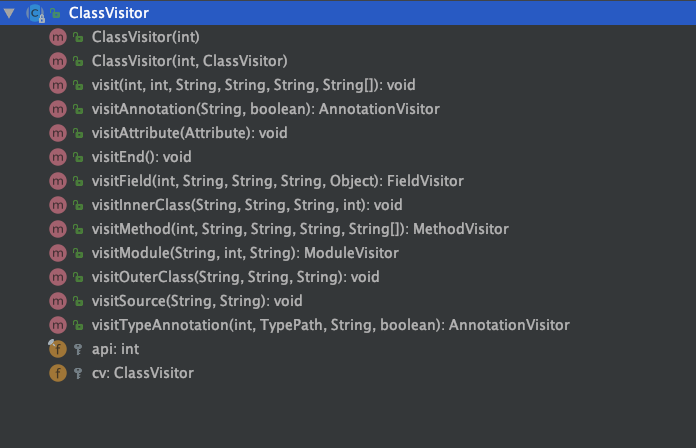 ClassVisitor
ClassVisitor(int)
ClassVisitor(int, ClassVisitor)
visit(int, int, String, String, String, String[]): void
visitAnnotation(String, boolean): AnnotationVisitor
visitAttribute(Attribute): void
visitEnd(): void
visitField(int, String, String, String, Object): FieldVisitor
visitInnerClass(String, String, String, int): void
visitMethod(int, String, String, String, String[]): MethodVisitor
visitModule(String, int, String): ModuleVisitor
visitOuterClass(String, String, String): void
visitSource(String, String): void
visitTypeAnnotation(int, TypePath, String, boolean): AnnotationVisitor
api: int
cv: ClassVisitor